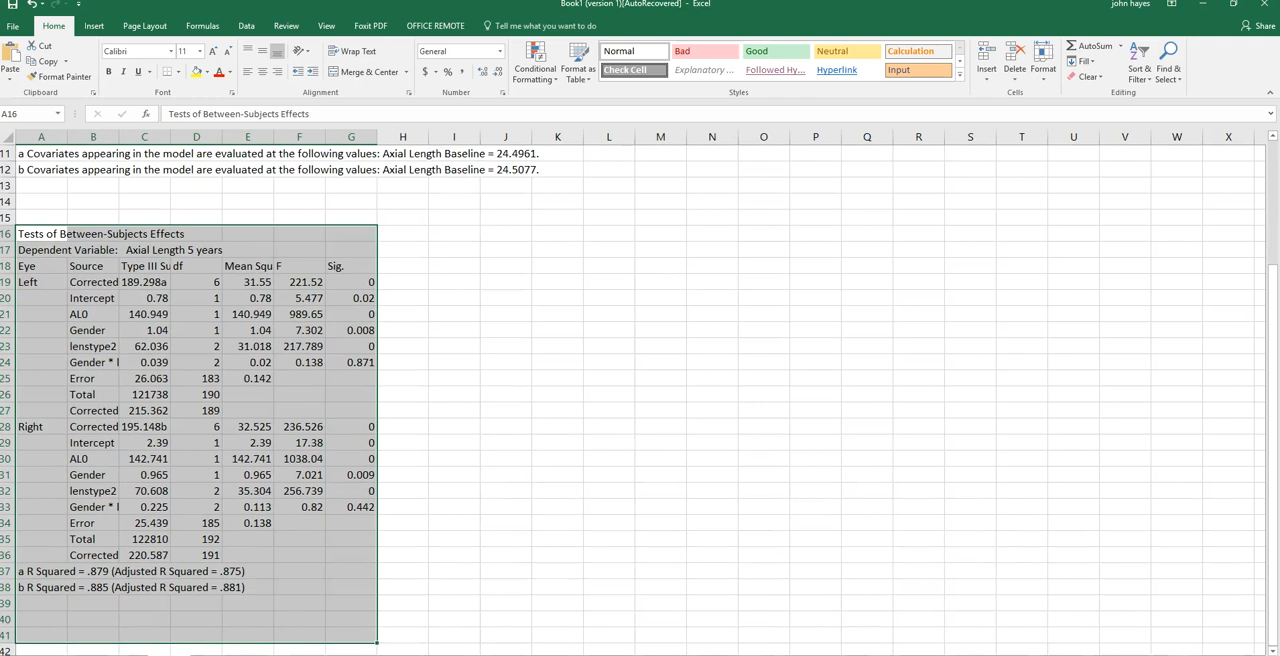 Book1 (version 1)[AutoRecovered] - Excel
john hayes
File Home Insert Page Layout Formulas Data Review View Foxit PDF OFFICE REMOTE Tell me what you want to do Share
Cut
Copy
Format Painter
Paste
Clipboard
Calibri 11
B I U
Font
Wrap Text
Merge & Center
Alignment
General
$ % ,
Number
Conditional Formatting
Format as Table
Normal Bad Good Neutral Calculation
Check Cell Explanatory ... Followed Hy... Hyperlink Input
Styles
Insert Delete Format
Cells
AutoSum
Fill
Clear
Sort & Filter
Find & Select
Editing
A16 fx Tests of Between-Subjects Effects
A B C D E F G H I J K L M N O P Q R S T U V W X
11 a Covariates appearing in the model are evaluated at the following values: Axial Length Baseline = 24.4961.
12 b Covariates appearing in the model are evaluated at the following values: Axial Length Baseline = 24.5077.
13
14
15
16 Tests of Between-Subjects Effects
17 Dependent Variable: Axial Length 5 years
18 Eye Source Type III Su df Mean Squ F Sig.
19 Left Corrected 189.298a 6 31.55 221.52 0
20 Intercept 0.78 1 0.78 5.477 0.02
21 AL0 140.949 1 140.949 989.65 0
22 Gender 1.04 1 1.04 7.302 0.008
23 lenstype2 62.036 2 31.018 217.789 0
24 Gender * l 0.039 2 0.02 0.138 0.871
25 Error 26.063 183 0.142
26 Total 121738 190
27 Corrected 215.362 189
28 Right Corrected 195.148b 6 32.525 236.526 0
29 Intercept 2.39 1 2.39 17.38 0
30 AL0 142.741 1 142.741 1038.04 0
31 Gender 0.965 1 0.965 7.021 0.009
32 lenstype2 70.608 2 35.304 256.739 0
33 Gender * l 0.225 2 0.113 0.82 0.442
34 Error 25.439 185 0.138
35 Total 122810 192
36 Corrected 220.587 191
37 a R Squared = .879 (Adjusted R Squared = .875)
38 b R Squared = .885 (Adjusted R Squared = .881)
39
40
41
42